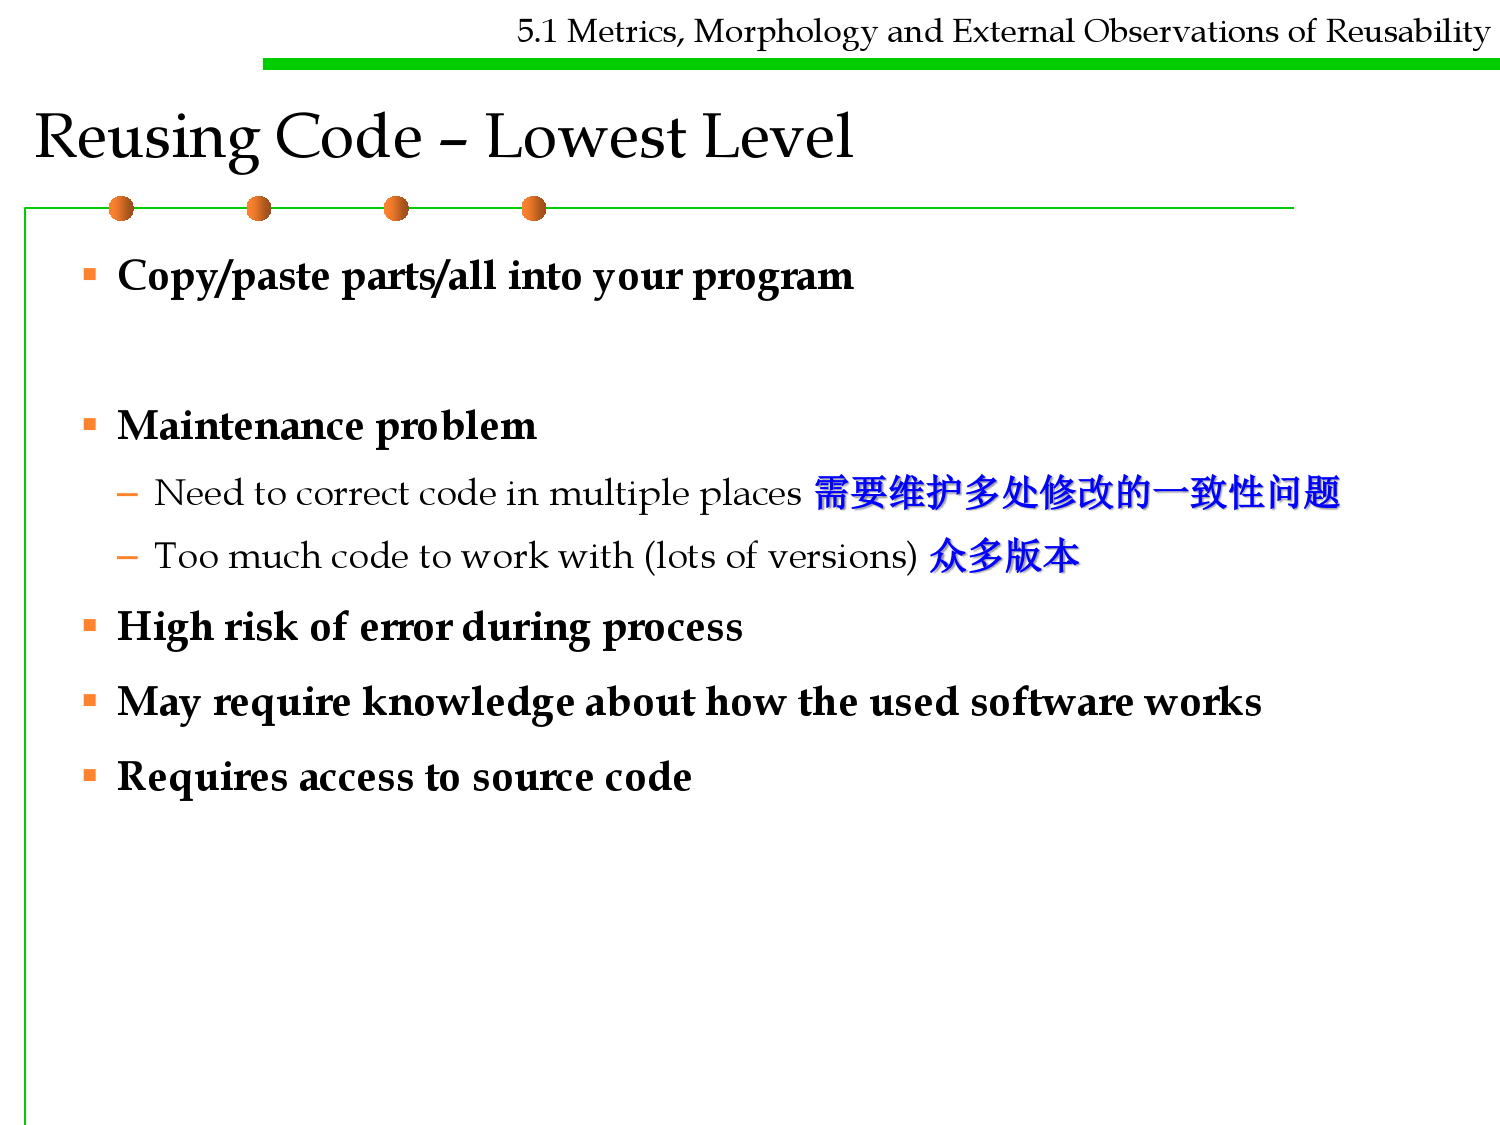 5.1 Metrics, Morphology and External Observations of Reusability
Reusing Code – Lowest Level
▪ Copy/paste parts/all into your program
▪ Maintenance problem
– Need to correct code in multiple places 需要维护多处修改的一致性问题
– Too much code to work with (lots of versions) 众多版本
▪ High risk of error during process
▪ May require knowledge about how the used software works
▪ Requires access to source code